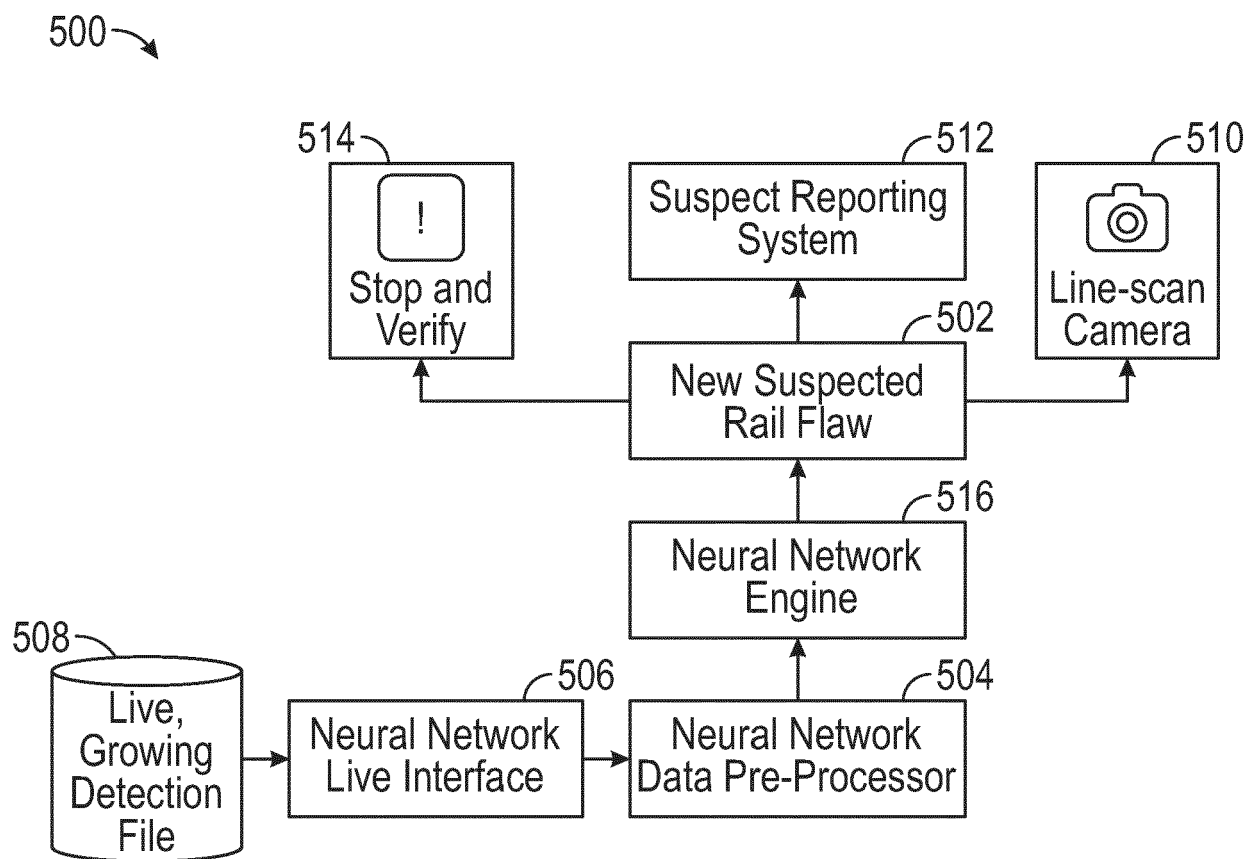 500
514
!
Stop and
Verify
512
Suspect Reporting
System
510
Line-scan
Camera
502
New Suspected
Rail Flaw
516
Neural Network
Engine
508
Live,
Growing
Detection
File
506
Neural Network
Live Interface
504
Neural Network
Data Pre-Processor